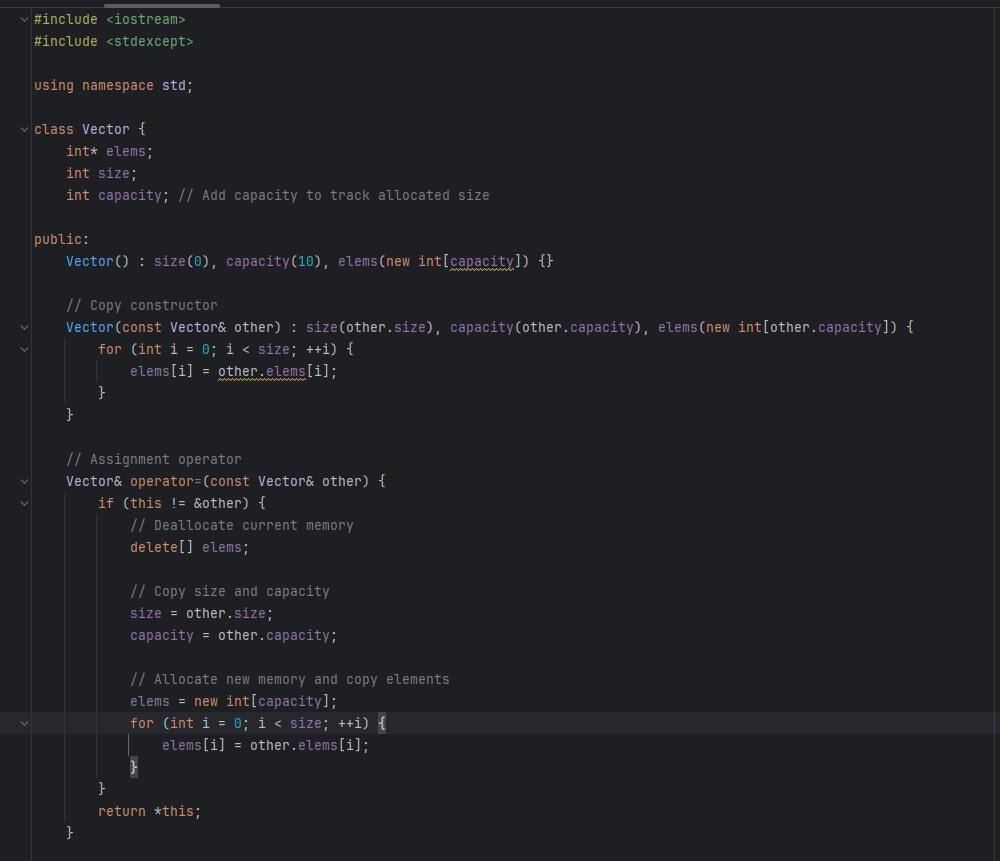 #include <iostream>
#include <stdexcept>
using namespace std;
class Vector {
int* elems;
int size;
int capacity; // Add capacity to track allocated size
public:
Vector() : size(0), capacity(10), elems(new int[capacity]) {}
// Copy constructor
Vector(const Vector& other) : size(other.size), capacity(other.capacity), elems(new int[other.capacity]) {
for (int i = 0; i < size; ++i) {
elems[i] = other.elems[i];
}
}
// Assignment operator
Vector& operator=(const Vector& other) {
if (this != &other) {
// Deallocate current memory
delete[] elems;
// Copy size and capacity
size = other.size;
capacity = other.capacity;
// Allocate new memory and copy elements
elems = new int[capacity];
for (int i = 0; i < size; ++i) {
elems[i] = other.elems[i];
}
}
return *this;
}